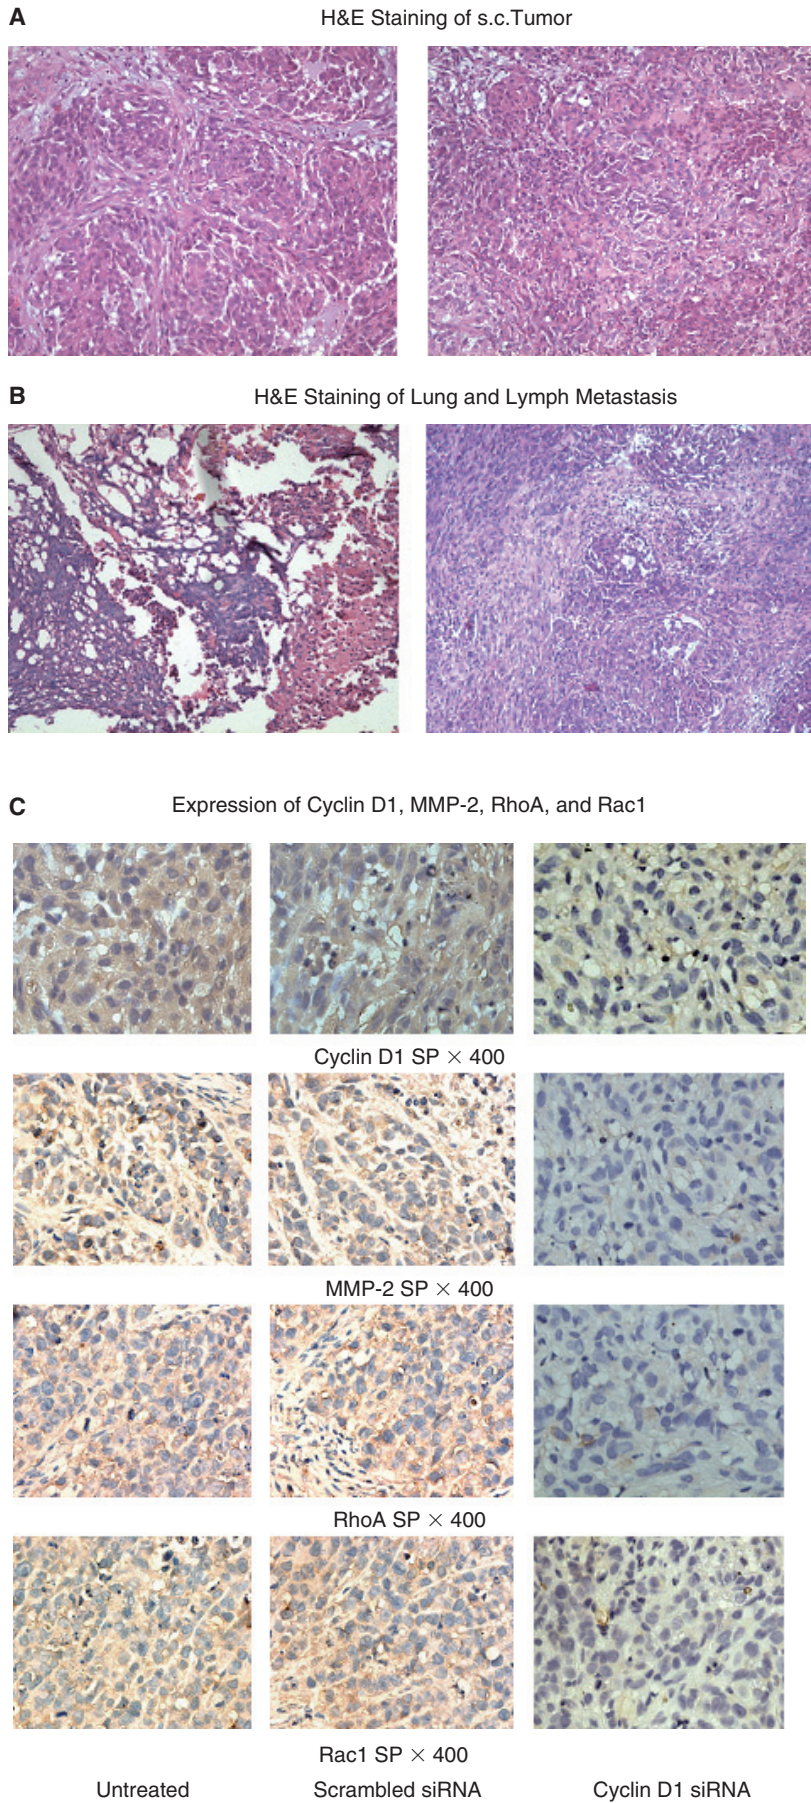 A
H&E Staining of s.c.Tumor
B
H&E Staining of Lung and Lymph Metastasis
C
Expression of Cyclin D1, MMP-2, RhoA, and Rac1
Cyclin D1 SP × 400
MMP-2 SP × 400
RhoA SP × 400
Rac1 SP × 400
Untreated Scrambled siRNA Cyclin D1 siRNA